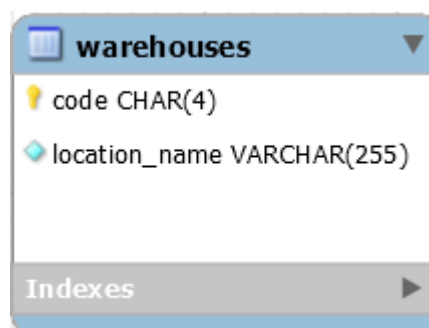 warehouses
code CHAR(4)
location_name VARCHAR(255)
Indexes